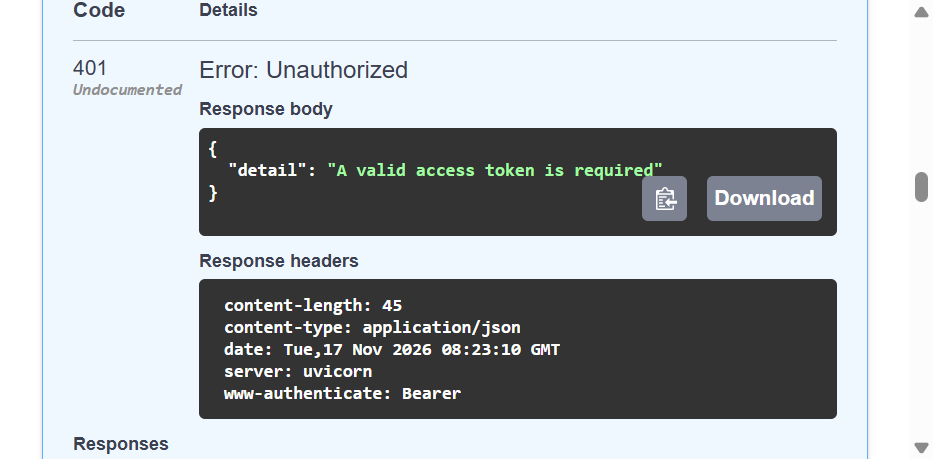 Code Details
401 Error: Unauthorized
Undocumented
Response body
{
"detail": "A valid access token is required"
}
Download
Response headers
content-length: 45
content-type: application/json
date: Tue,17 Nov 2026 08:23:10 GMT
server: uvicorn
www-authenticate: Bearer
Responses